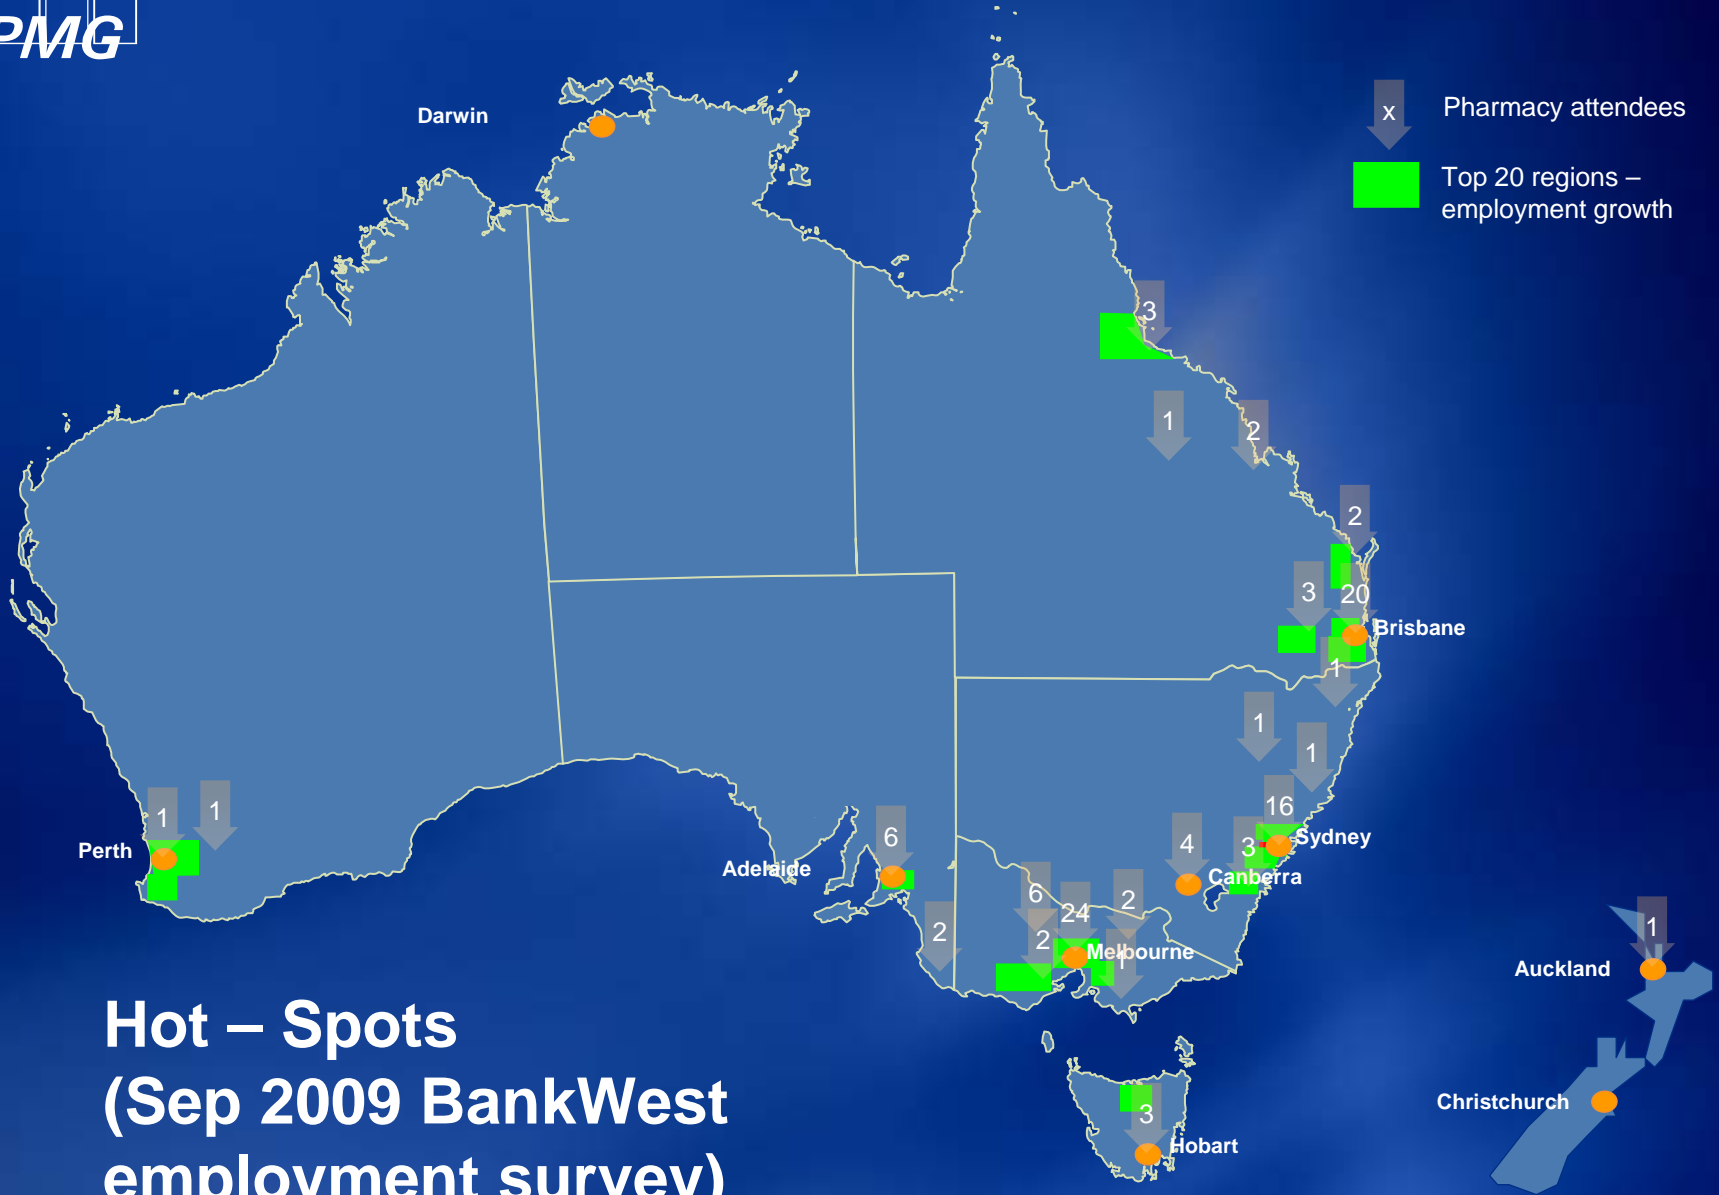 PMG
Darwin
x
Pharmacy attendees
Top 20 regions –
employment growth
3
1
2
2
3
20
Brisbane
1
1
1
16
Sydney
1
1
Perth
6
Adelaide
4
3
Canberra
6
24
2
2
2
Melbourne
1
1
Auckland
Hot – Spots
(Sep 2009 BankWest
employment survey)
3
Hobart
Christchurch